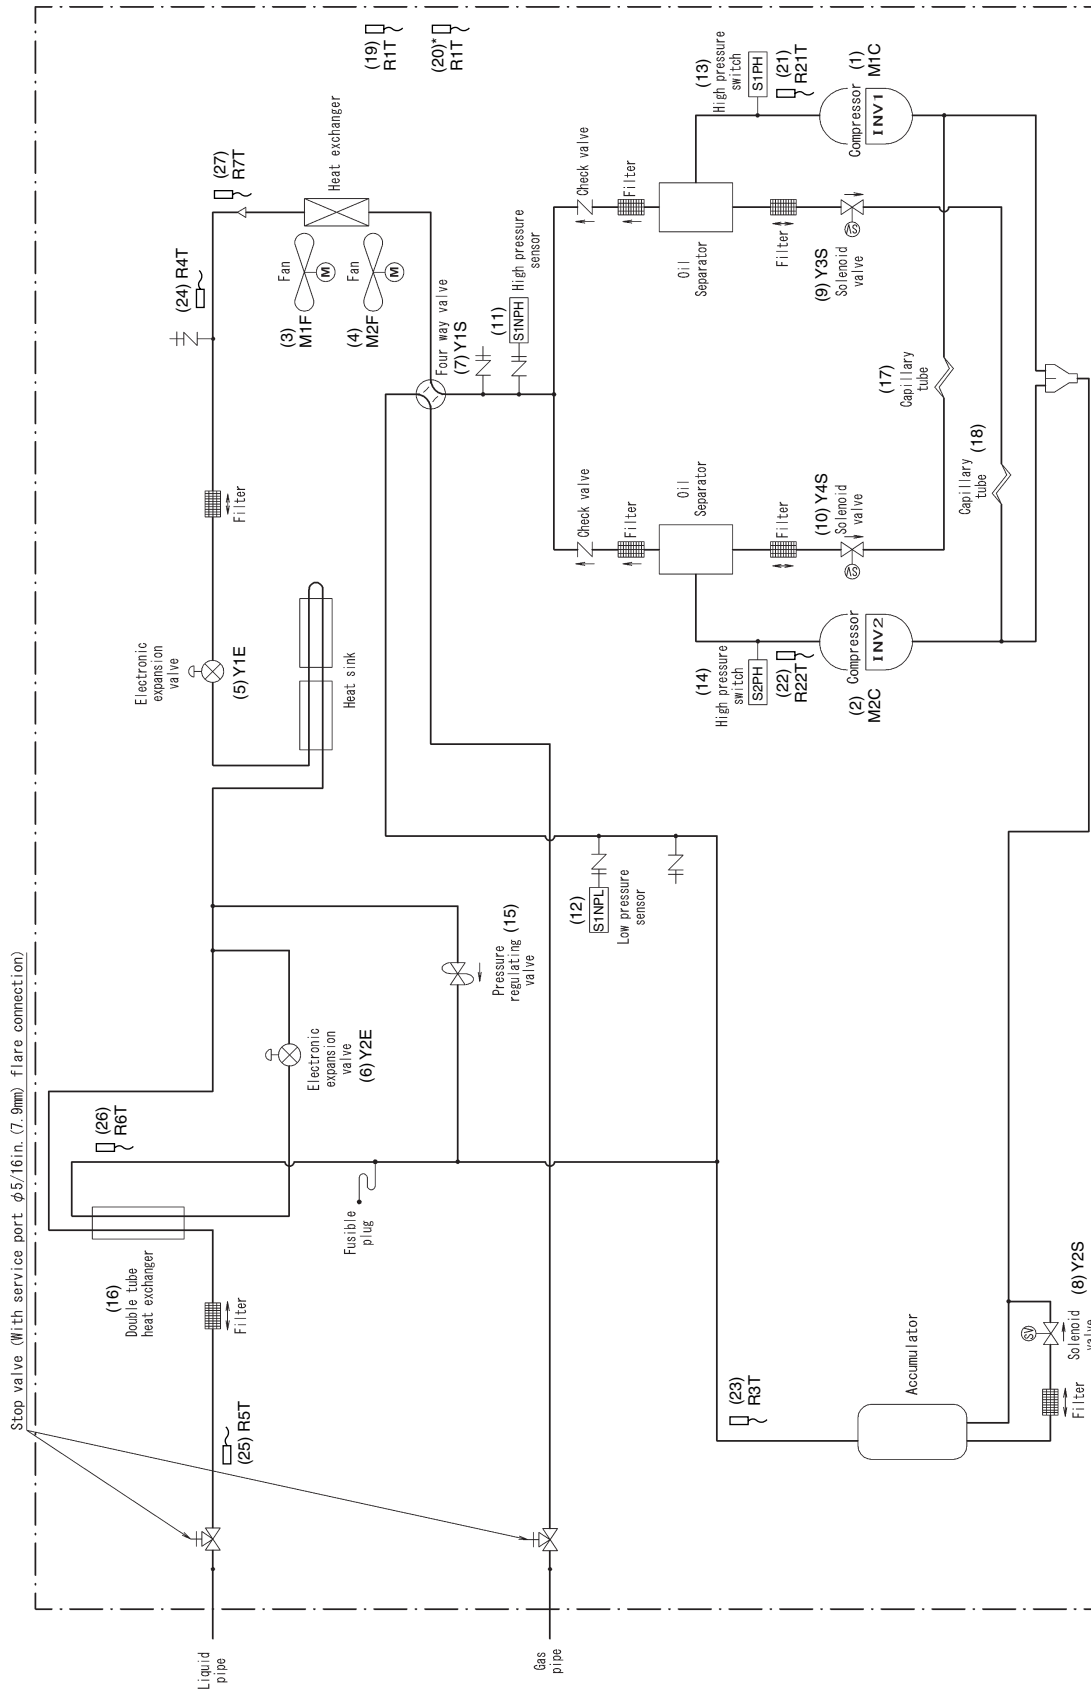 Stop valve (With service port φ5/16in. (7.9mm) flare connection)
Liquid
pipe
Gas
pipe
(25) R5T
Filter
(16)
Double tube
heat exchanger
(26)
R6T
Fusible
plug
Electronic
expansion
valve
(6) Y2E
Pressure
regulating (15)
valve
Electronic
expansion
valve
(5) Y1E
Heat sink
Filter
(24) R4T
(27)
R7T
Heat exchanger
Fan
M
(3)
M1F
Fan
M
(4)
M2F
(19)
R1T
(20)*
R1T
Four way valve
(7) Y1S
(11)
S1NPH
High pressure
sensor
(12)
S1NPL
Low pressure
sensor
Check valve
Filter
Oil
Separator
Filter
(9) Y3S
Solenoid
valve
SV
(13)
High pressure
switch
S1PH
(21)
R21T
Compressor
INV1
(1)
M1C
Check valve
Filter
Oil
Separator
Filter
(10) Y4S
Solenoid
valve
SV
(14)
High pressure
switch
S2PH
(22)
R22T
Compressor
INV2
(2)
M2C
(17)
Capillary
tube
Capillary (18)
tube
(23)
R3T
Accumulator
Filter
SV
Solenoid (8) Y2S
valve